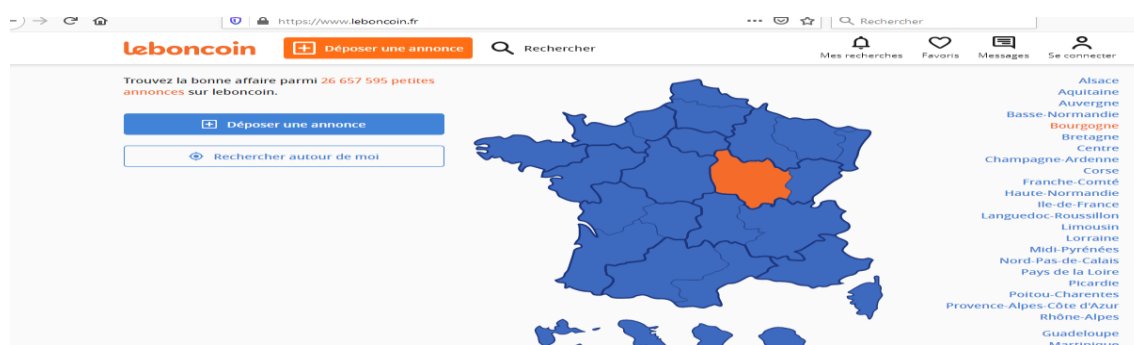 https://www.leboncoin.fr
Rechercher
leboncoin
Déposer une annonce
Rechercher
Mes recherches
Favoris
Messages
Se connecter
Trouvez la bonne affaire parmi 26 657 595 petites
annonces sur leboncoin.
Déposer une annonce
Rechercher autour de moi
Alsace
Aquitaine
Auvergne
Basse-Normandie
Bourgogne
Bretagne
Centre
Champagne-Ardenne
Corse
Franche-Comté
Haute-Normandie
Ile-de-France
Languedoc-Roussillon
Limousin
Lorraine
Midi-Pyrénées
Nord-Pas-de-Calais
Pays de la Loire
Picardie
Poitou-Charentes
Provence-Alpes-Côte d'Azur
Rhône-Alpes
Guadeloupe
Martinique